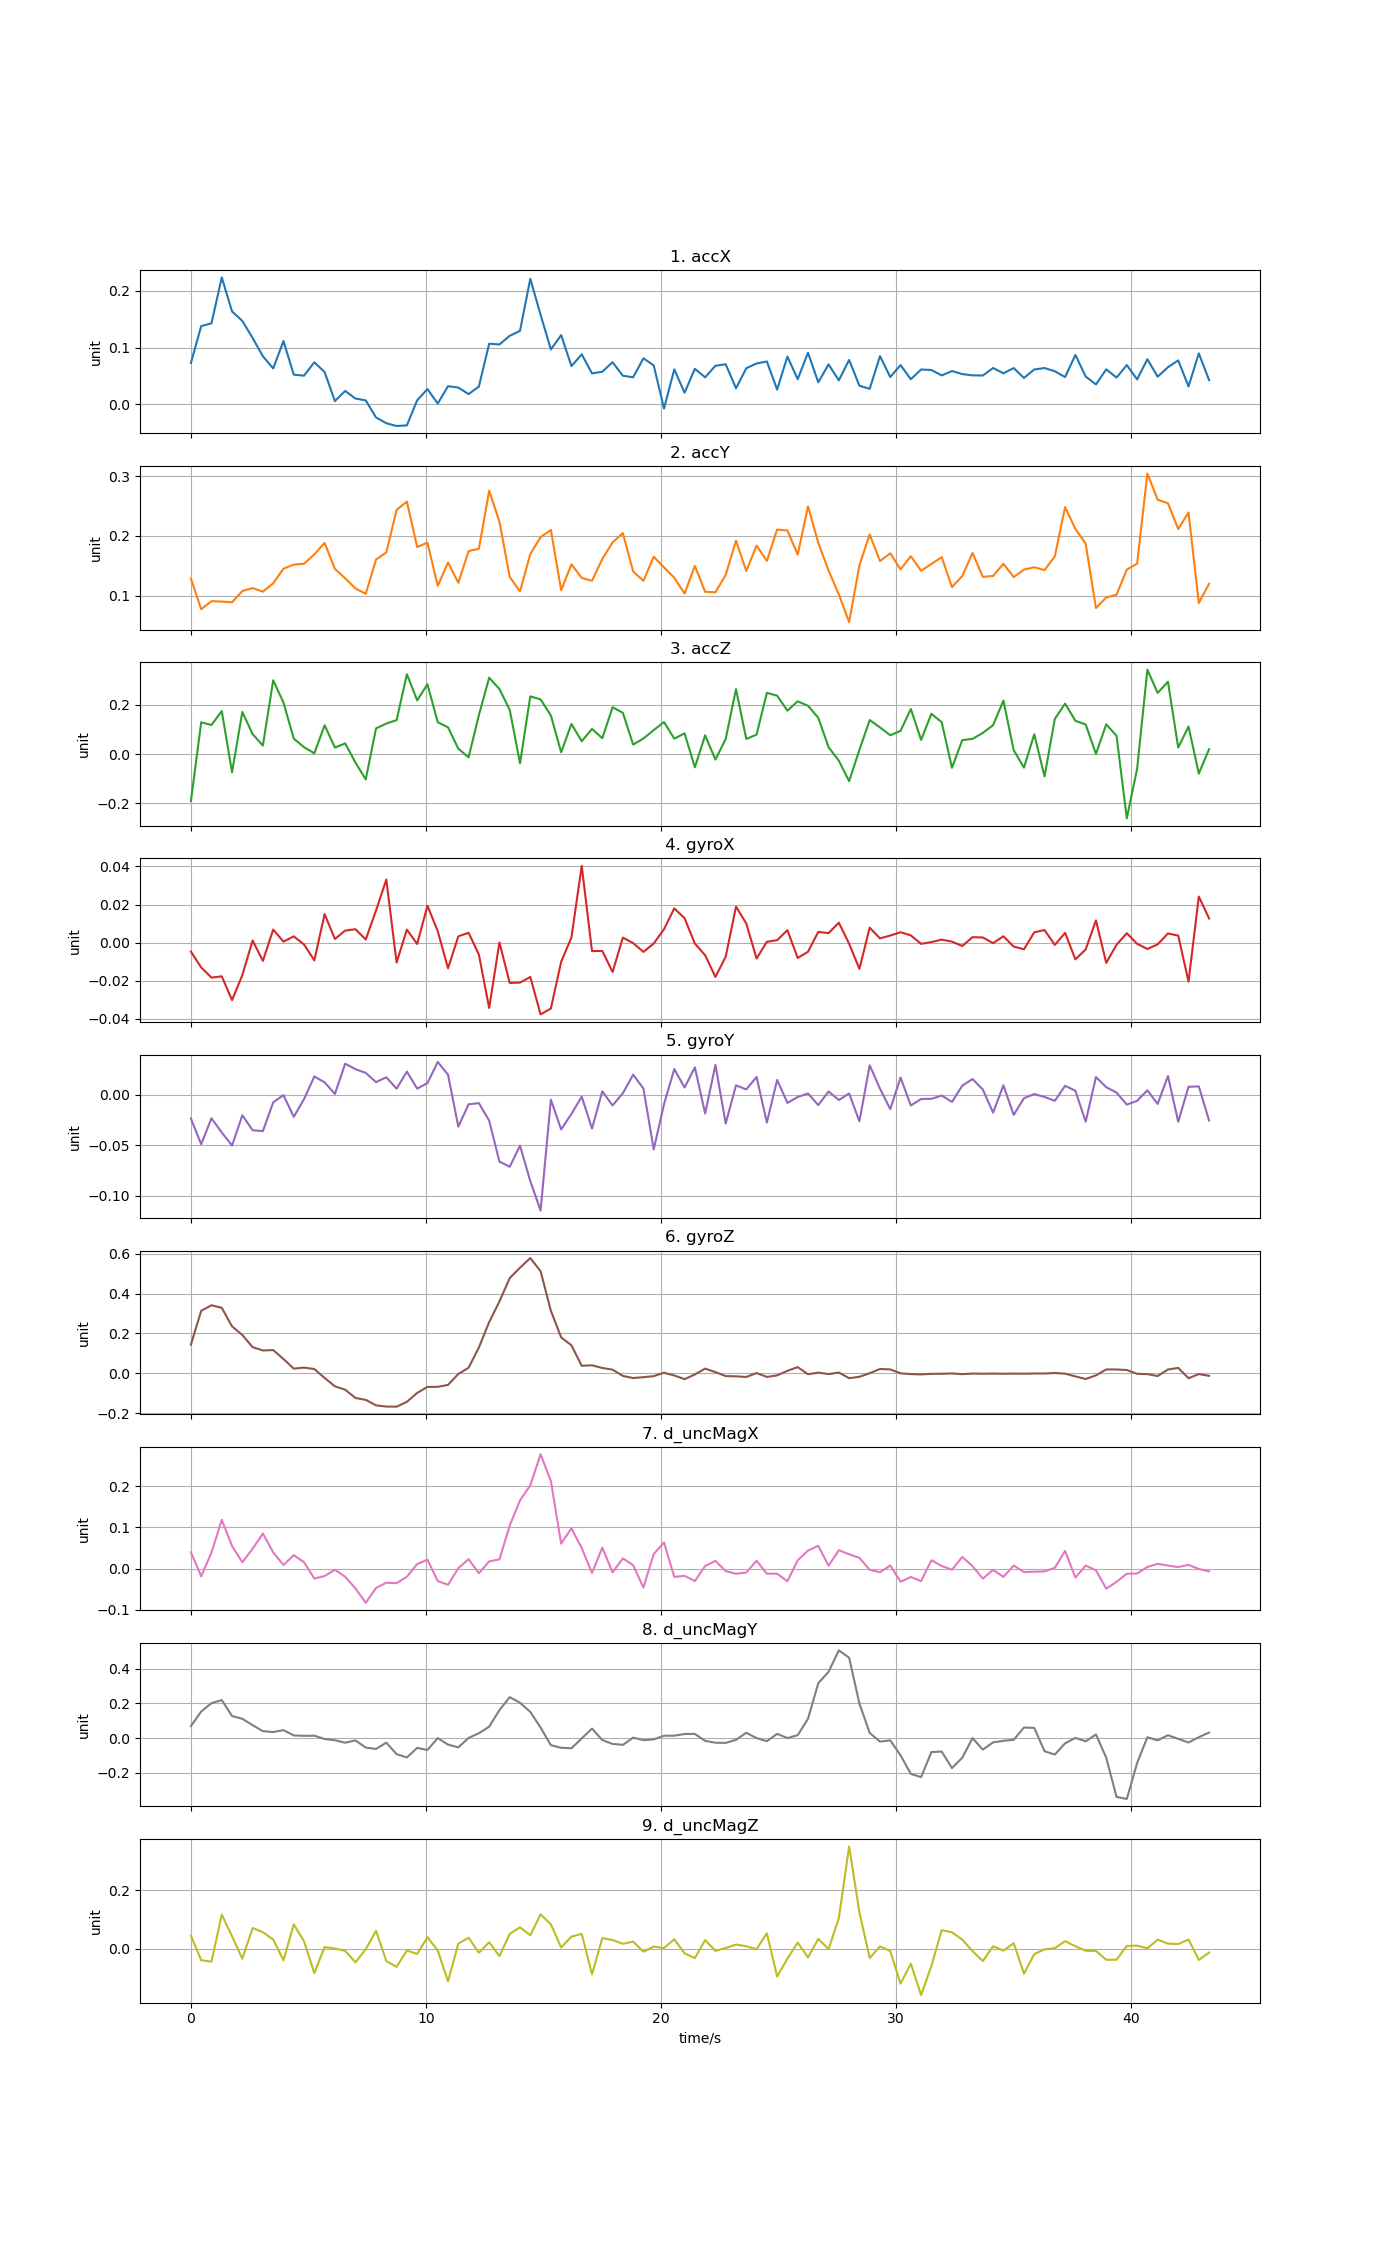 1. accX
0.2
0.1
0.0
unit
2. accY
0.3
0.2
0.1
unit
3. accZ
0.2
0.0
−0.2
unit
4. gyroX
0.04
0.02
0.00
−0.02
−0.04
unit
5. gyroY
0.00
−0.05
−0.10
unit
6. gyroZ
0.6
0.4
0.2
0.0
−0.2
unit
7. d_uncMagX
0.2
0.1
0.0
−0.1
unit
8. d_uncMagY
0.4
0.2
0.0
−0.2
unit
9. d_uncMagZ
0.2
0.0
unit
0 10 20 30 40
time/s